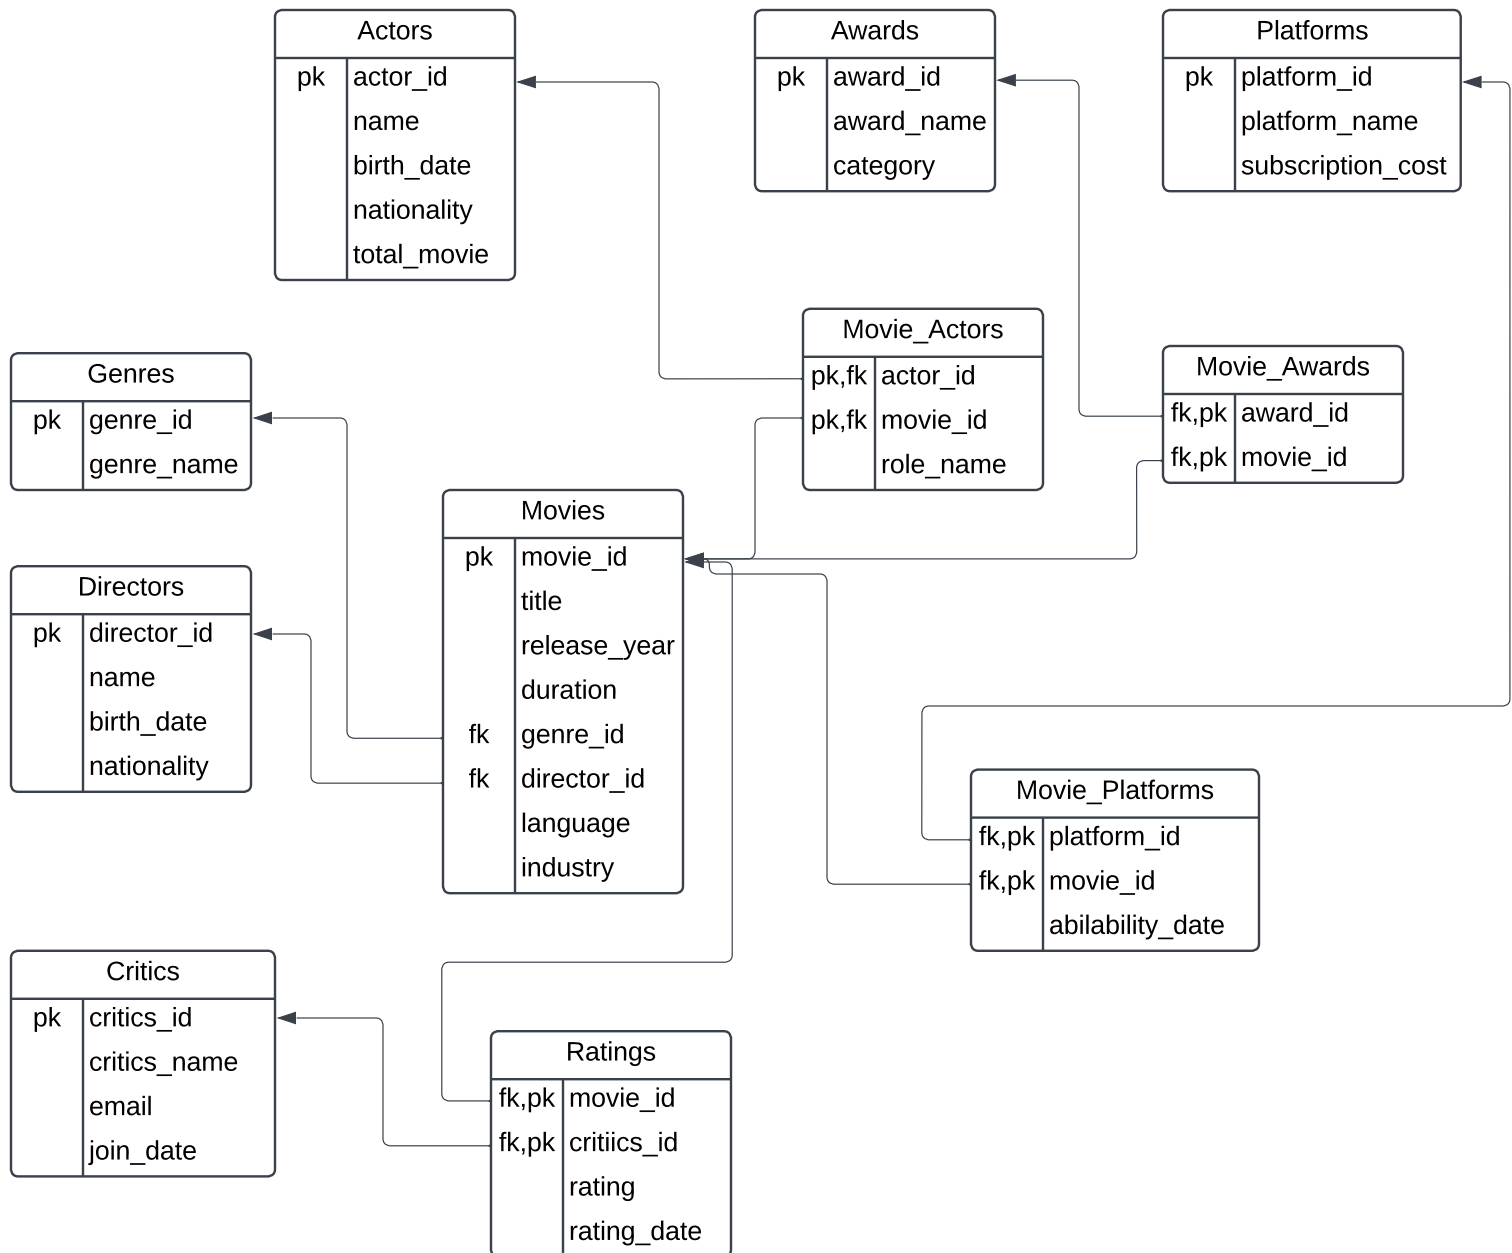 Actors
pk actor_id
name
birth_date
nationality
total_movie
Awards
pk award_id
award_name
category
Platforms
pk platform_id
platform_name
subscription_cost
Movie_Actors
pk,fk actor_id
pk,fk movie_id
role_name
Movie_Awards
fk,pk award_id
fk,pk movie_id
Genres
pk genre_id
genre_name
Movies
pk movie_id
title
release_year
duration
fk genre_id
fk director_id
language
industry
Directors
pk director_id
name
birth_date
nationality
Movie_Platforms
fk,pk platform_id
fk,pk movie_id
abilability_date
Critics
pk critics_id
critics_name
email
join_date
Ratings
fk,pk movie_id
fk,pk critiics_id
rating
rating_date